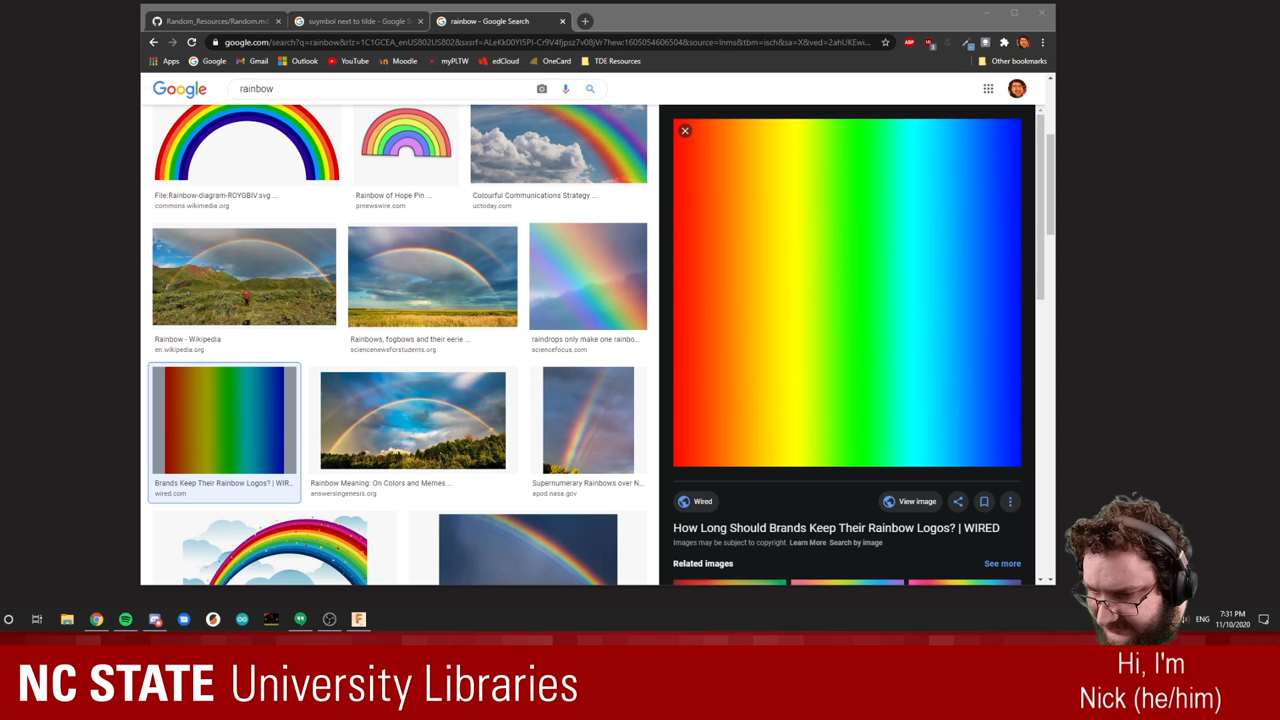 Random_Resources/Random.md
suymbol next to tilde - Google S
rainbow - Google Search
Apps
Google
Gmail
Outlook
YouTube
Moodle
myPLTW
edCloud
OneCard
TDE Resources
Other bookmarks
Google
rainbow
File:Rainbow-diagram-ROYGBIV.svg ...
commons.wikimedia.org
Rainbow of Hope Pin ...
prnewswire.com
Colourful Communications Strategy ...
uctoday.com
Rainbow - Wikipedia
en.wikipedia.org
Rainbows, fogbows and their eerie ...
sciencenewsforstudents.org
raindrops only make one rainbo...
sciencefocus.com
Brands Keep Their Rainbow Logos? | WIR...
wired.com
Rainbow Meaning: On Colors and Memes ...
answersingenesis.org
Supernumerary Rainbows over N...
apod.nasa.gov
Wired
View image
How Long Should Brands Keep Their Rainbow Logos? | WIRED
Images may be subject to copyright. Learn More Search by image
Related images
See more
ENG
7:31 PM
11/10/2020
NC STATE University Libraries
Hi, I'm
Nick (he/him)